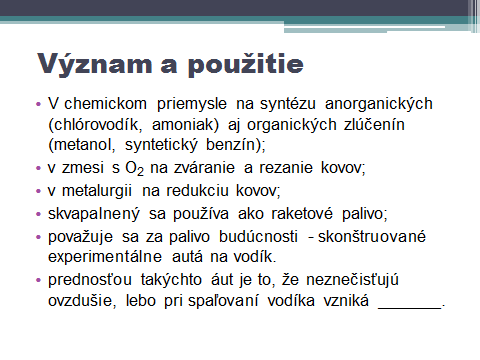 Význam a použitie
• V chemickom priemysle na syntézu anorganických
(chlórovodík, amoniak) aj organických zlúčenín
(metanol, syntetický benzín);
• v zmesi s O2 na zváranie a rezanie kovov;
• v metalurgii na redukciu kovov;
• skvapalnený sa používa ako raketové palivo;
• považuje sa za palivo budúcnosti - skonštruované
experimentálne autá na vodík.
• prednosťou takýchto áut je to, že neznečisťujú
ovzdušie, lebo pri spaľovaní vodíka vzniká _______.